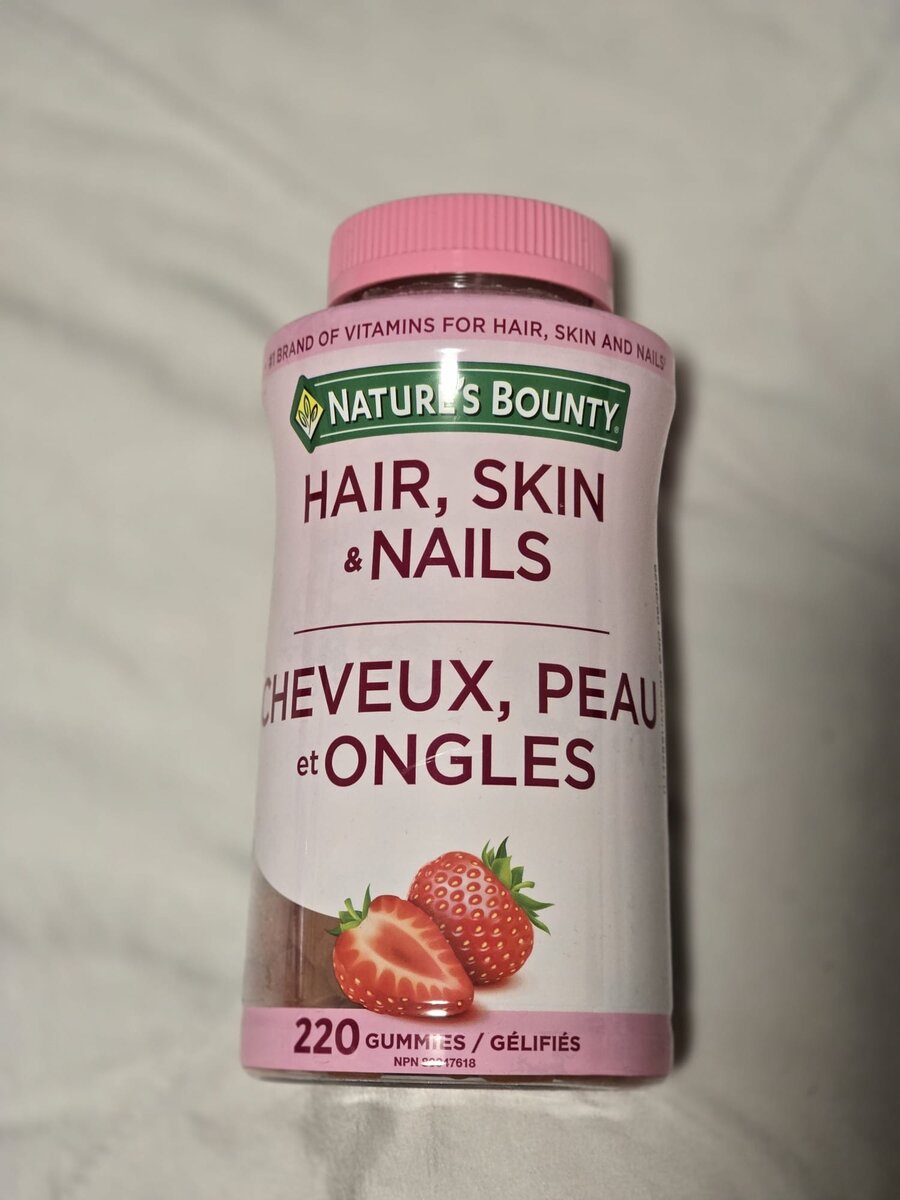 #1 BRAND OF VITAMINS FOR HAIR, SKIN AND NAILS
NATURE'S BOUNTY®
HAIR, SKIN
& NAILS
CHEVEUX, PEAU
et ONGLES
220 GUMMIES / GÉLIFIÉS
NPN